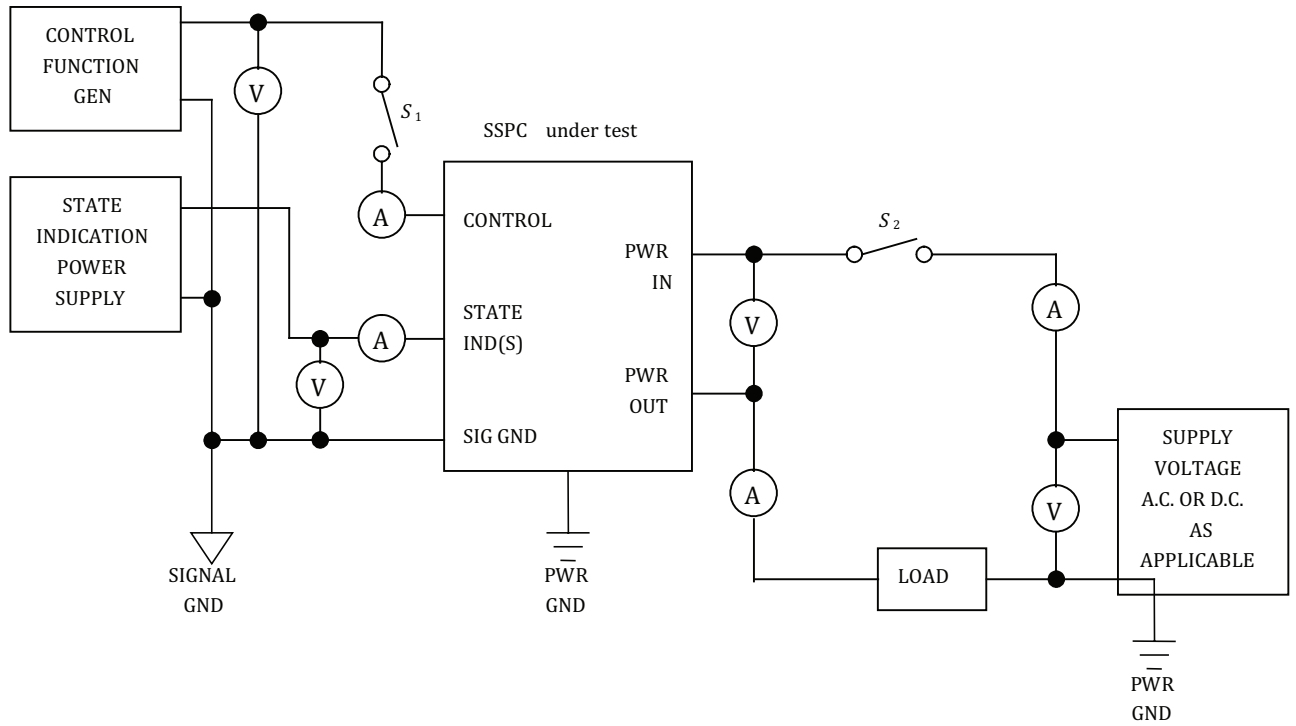 CONTROL
FUNCTION
GEN
V
S1
SSPC under test
STATE
INDICATION
POWER
SUPPLY
A
CONTROL
PWR
IN
S2
STATE
IND(S)
A
V
A
V
PWR
OUT
SIG GND
A
V
SUPPLY
VOLTAGE
A.C. OR D.C.
AS
APPLICABLE
SIGNAL
GND
PWR
GND
LOAD
PWR
GND